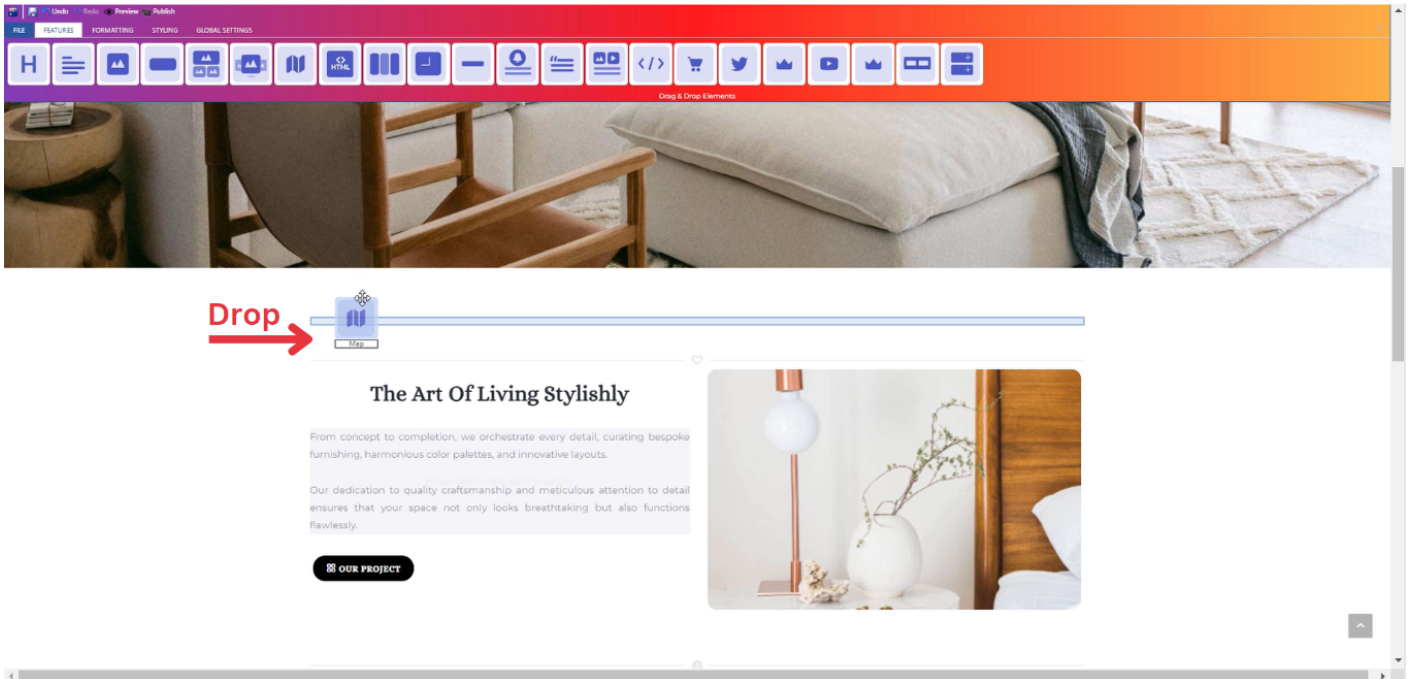 Undo Redo Preview Publish
FILE FEATURES FORMATTING STYLING GLOBAL SETTINGS
H HTML </>
Drag & Drop Elements
Drop
Map
The Art Of Living Stylishly
From concept to completion, we orchestrate every detail, curating bespoke
furnishing, harmonious color palettes, and innovative layouts.
Our dedication to quality craftsmanship and meticulous attention to detail
ensures that your space not only looks breathtaking but also functions
flawlessly.
OUR PROJECT